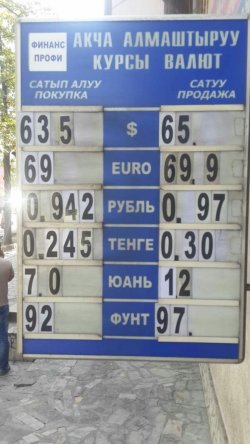 ФИНАНС
ПРОФИ
АКЧА АЛМАШТЫРУУ
КУРСЫ ВАЛЮТ
САТЫП АЛУУ
ПОКУПКА
САТУУ
ПРОДАЖА
63 5 $ 65.
69 EURO 69.9
0.942 РУБЛЬ 0.97
0.245 ТЕНГЕ 0.30
7.0 ЮАНЬ 12
92 ФУНТ 97.